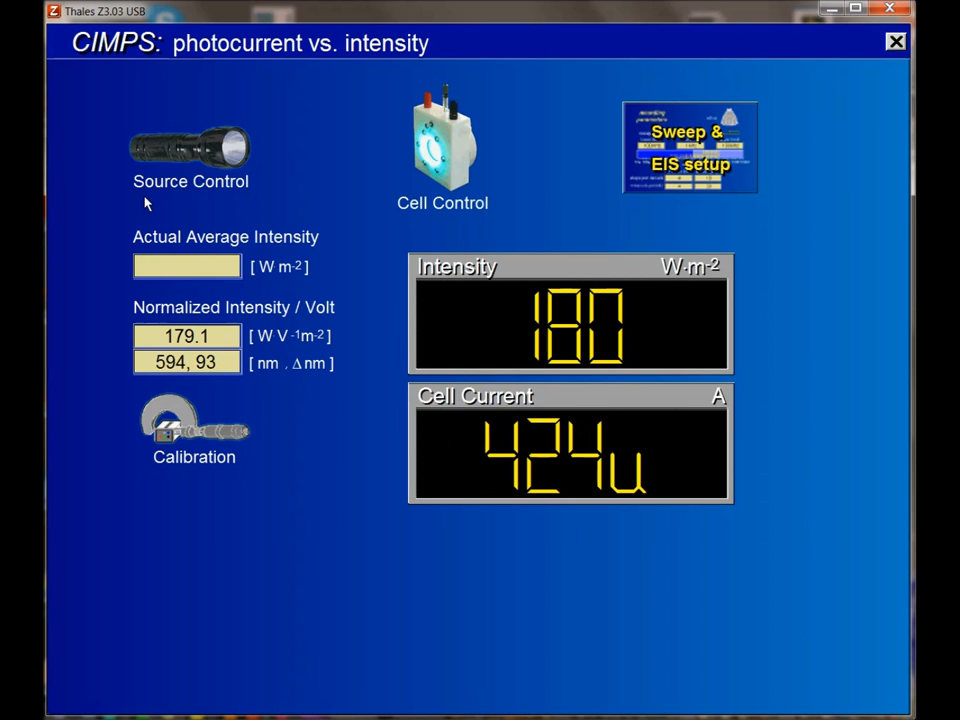 Thales Z3.03 USB
CIMPS: photocurrent vs. intensity
Source Control
Cell Control
Sweep &
EIS setup
Actual Average Intensity
[ W m-2 ]
Normalized Intensity / Volt
179.1 [ W V -1m-2 ]
594, 93 [ nm , Δ nm ]
Calibration
Intensity W·m-2
180
Cell Current A
424u